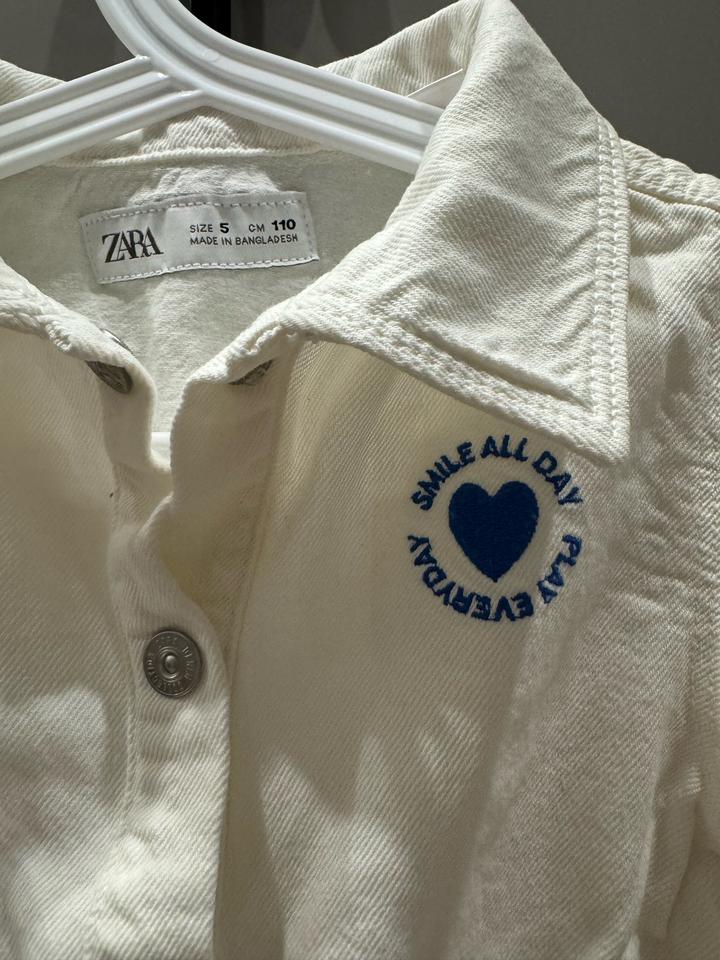 ZARA
SIZE 5 CM 110
MADE IN BANGLADESH
SMILE ALL DAY
PLAY EVERYDAY